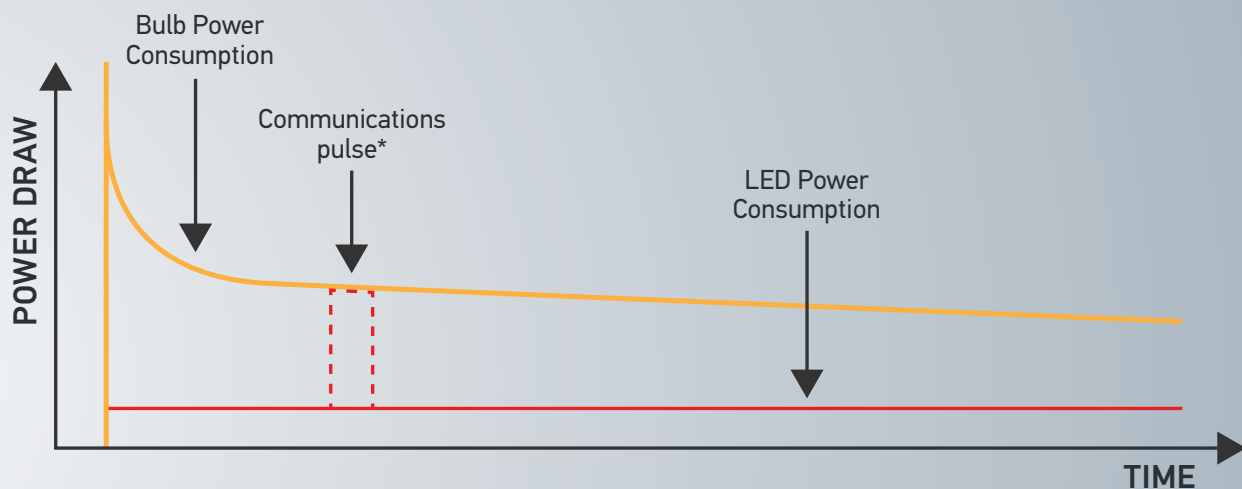 Bulb Power
Consumption
Communications
pulse*
LED Power
Consumption
POWER DRAW
TIME